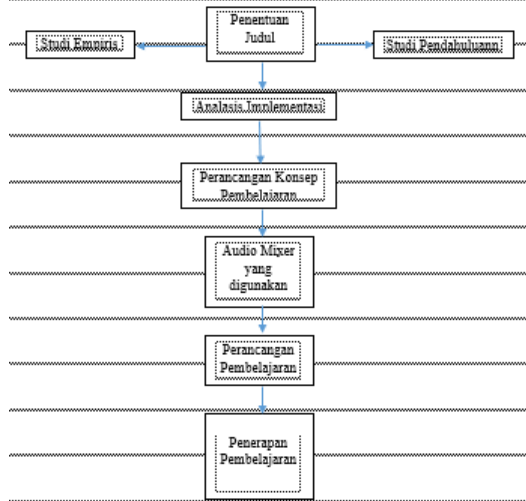 Penentuan
Judul
Studi Empiris
Studi Pendahuluann
Analasis Implementasi
Perancangan Konsep
Pembelajaran
Audio Mixer
yang
digunakan
Perancangan
Pembelajaran
Penerapan
Pembelajaran